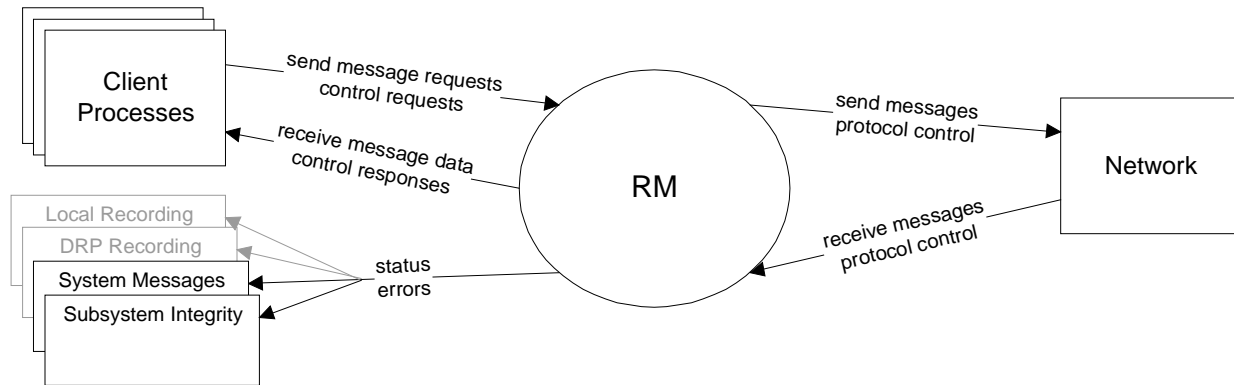 Client
Processes
send message requests
control requests
receive message data
control responses
RM
send messages
protocol control
Network
receive messages
protocol control
Local Recording
DRP Recording
System Messages
Subsystem Integrity
status
errors